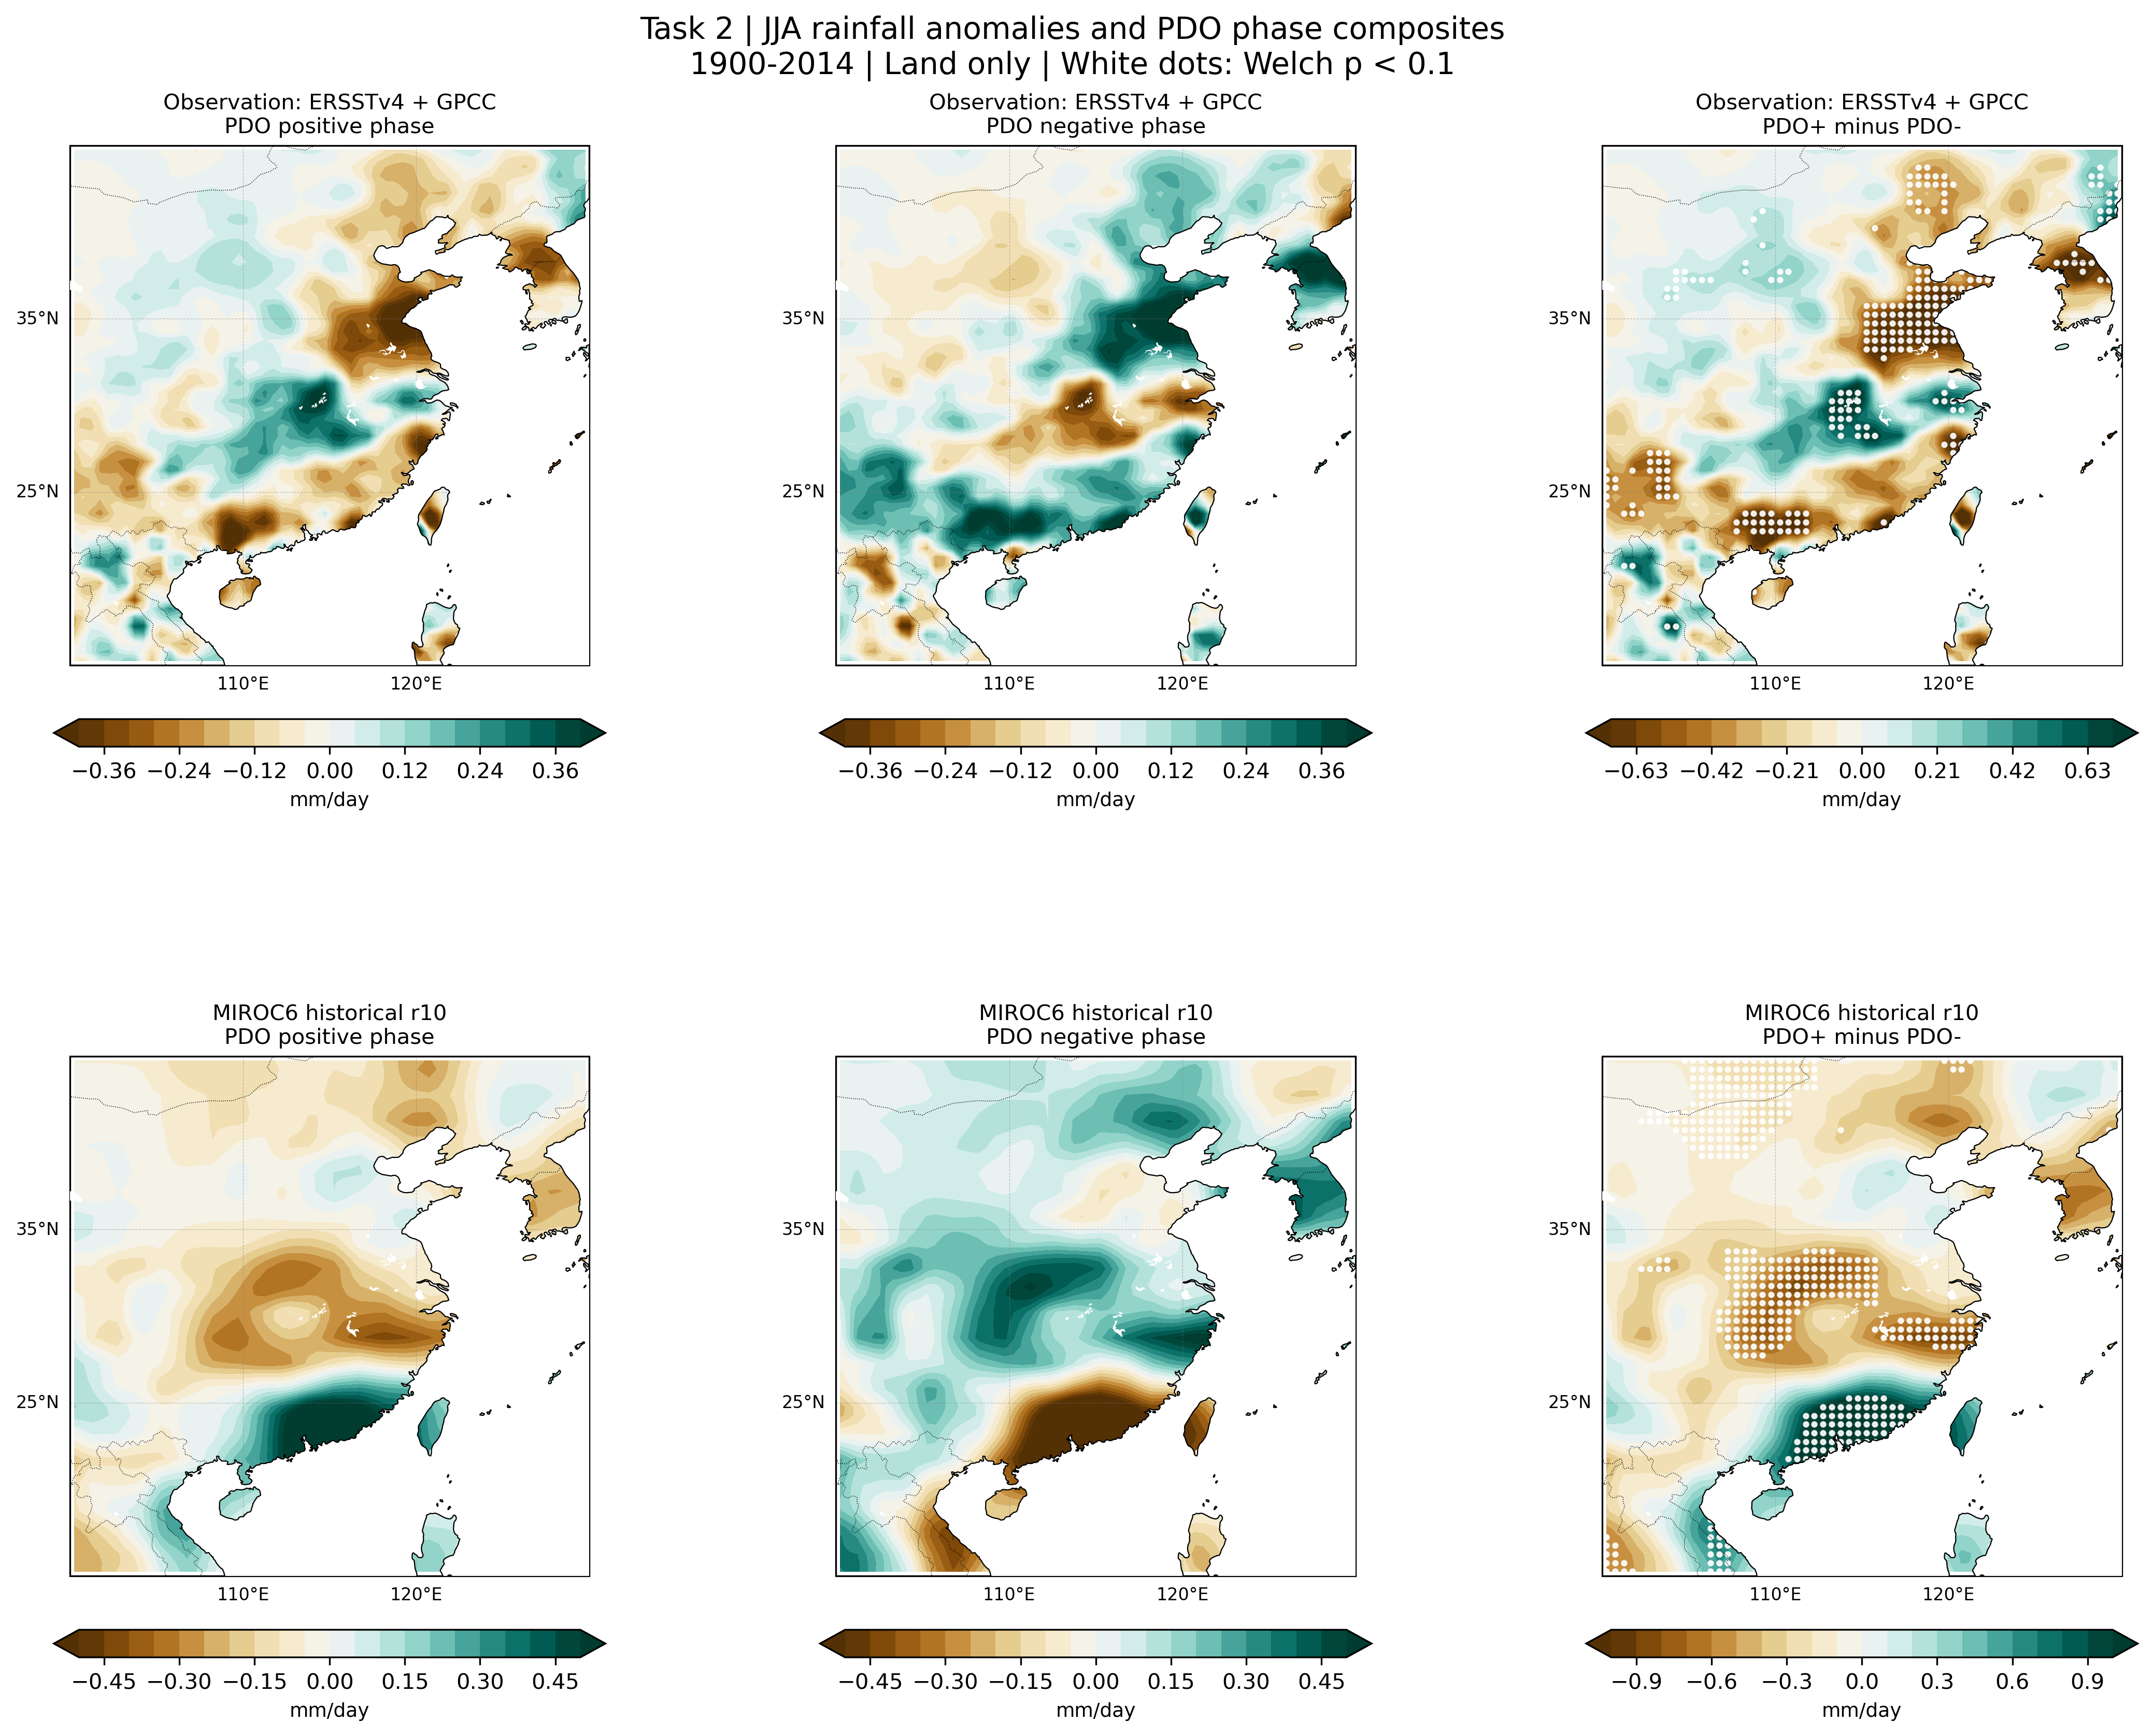 Task 2 | JJA rainfall anomalies and PDO phase composites
1900-2014 | Land only | White dots: Welch p < 0.1
Observation: ERSSTv4 + GPCC
PDO positive phase
Observation: ERSSTv4 + GPCC
PDO negative phase
Observation: ERSSTv4 + GPCC
PDO+ minus PDO-
35°N
25°N
110°E 120°E
35°N
25°N
110°E 120°E
35°N
25°N
110°E 120°E
−0.36 −0.24 −0.12 0.00 0.12 0.24 0.36
mm/day
−0.36 −0.24 −0.12 0.00 0.12 0.24 0.36
mm/day
−0.63 −0.42 −0.21 0.00 0.21 0.42 0.63
mm/day
MIROC6 historical r10
PDO positive phase
MIROC6 historical r10
PDO negative phase
MIROC6 historical r10
PDO+ minus PDO-
35°N
25°N
110°E 120°E
35°N
25°N
110°E 120°E
35°N
25°N
110°E 120°E
−0.45 −0.30 −0.15 0.00 0.15 0.30 0.45
mm/day
−0.45 −0.30 −0.15 0.00 0.15 0.30 0.45
mm/day
−0.9 −0.6 −0.3 0.0 0.3 0.6 0.9
mm/day